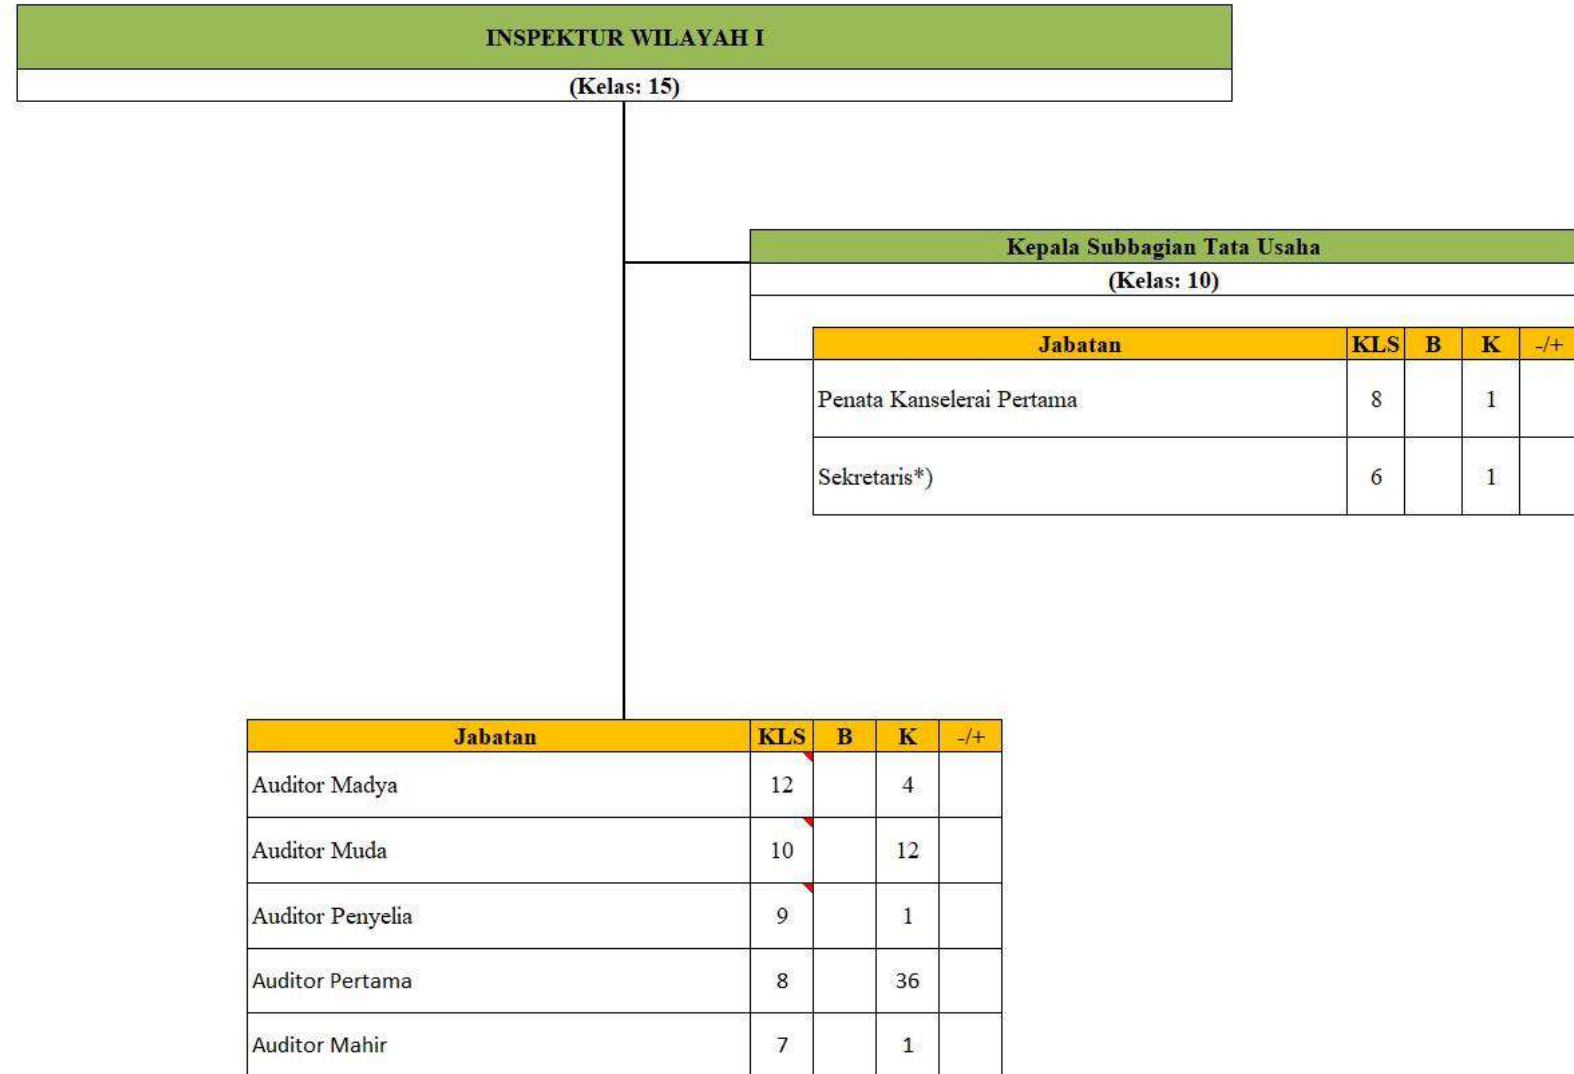 INSPEKTUR WILAYAH I
(Kelas: 15)
Kepala Subbagian Tata Usaha
(Kelas: 10)
Jabatan KLS B K -/+
Penata Kanselerai Pertama 8 1
Sekretaris*) 6 1
Jabatan KLS B K -/+
Auditor Madya 12 4
Auditor Muda 10 12
Auditor Penyelia 9 1
Auditor Pertama 8 36
Auditor Mahir 7 1